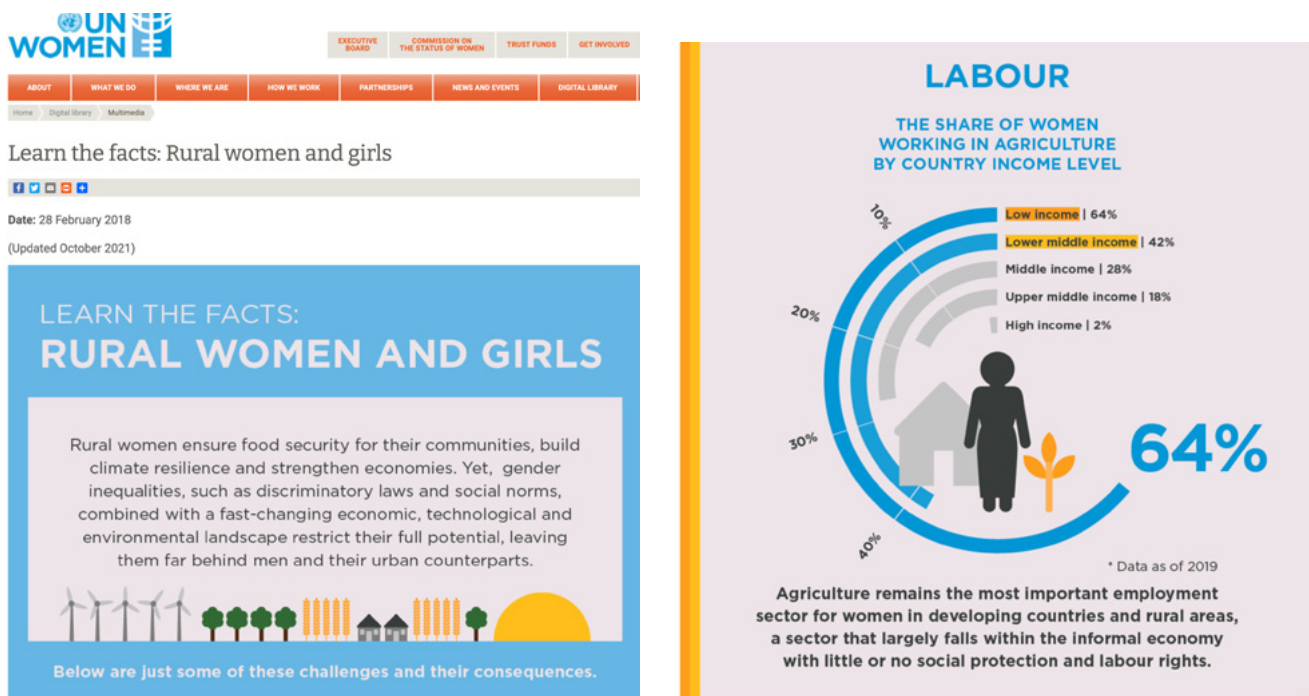 UN
WOMEN
EXECUTIVE
BOARD
COMMISSION ON
THE STATUS OF WOMEN
TRUST FUNDS
GET INVOLVED
ABOUT
WHAT WE DO
WHERE WE ARE
HOW WE WORK
PARTNERSHIPS
NEWS AND EVENTS
DIGITAL LIBRARY
Home
Digital library
Multimedia
Learn the facts: Rural women and girls
Date: 28 February 2018
(Updated October 2021)
LEARN THE FACTS:
RURAL WOMEN AND GIRLS
Rural women ensure food security for their communities, build
climate resilience and strengthen economies. Yet, gender
inequalities, such as discriminatory laws and social norms,
combined with a fast-changing economic, technological and
environmental landscape restrict their full potential, leaving
them far behind men and their urban counterparts.
Below are just some of these challenges and their consequences.
LABOUR
THE SHARE OF WOMEN
WORKING IN AGRICULTURE
BY COUNTRY INCOME LEVEL
10%
20%
30%
40%
Low income | 64%
Lower middle income | 42%
Middle income | 28%
Upper middle income | 18%
High income | 2%
64%
* Data as of 2019
Agriculture remains the most important employment
sector for women in developing countries and rural areas,
a sector that largely falls within the informal economy
with little or no social protection and labour rights.